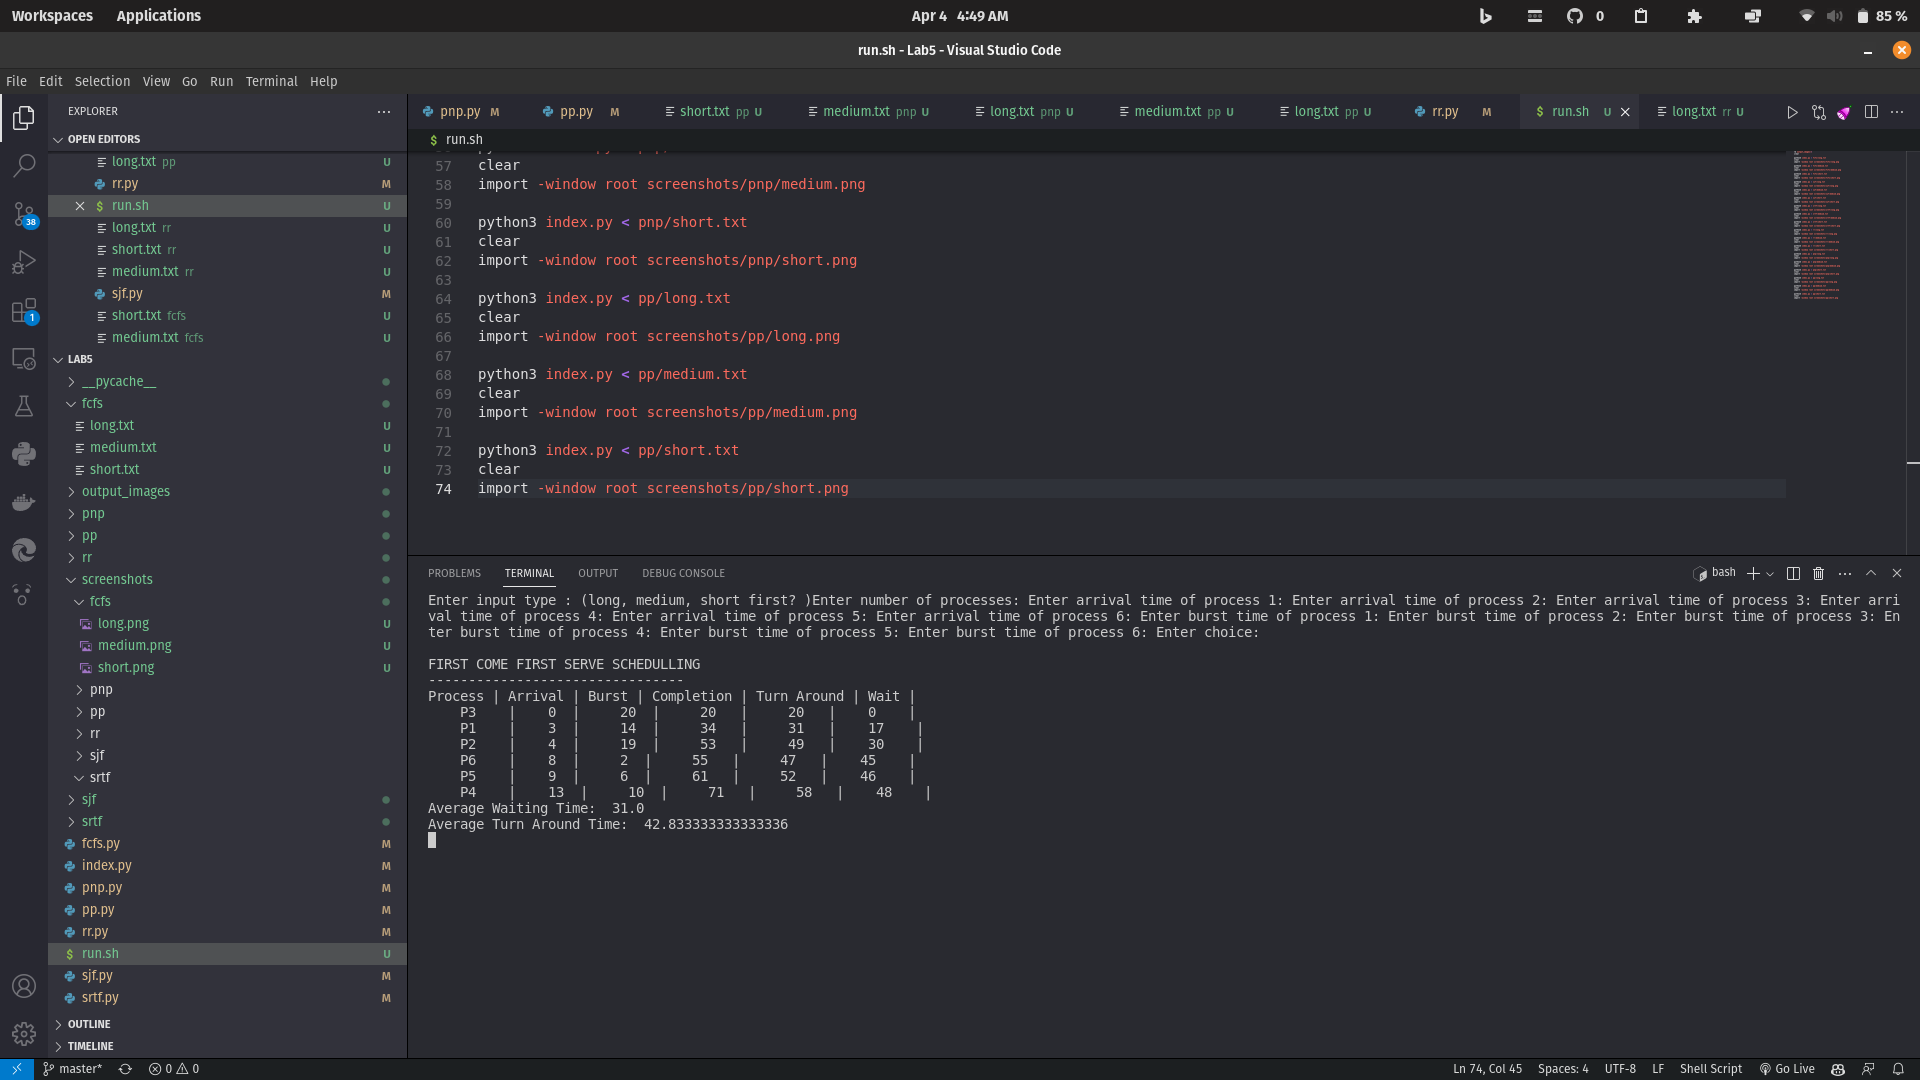 Workspaces Applications Apr 4 4:49 AM 0 85 %
run.sh - Lab5 - Visual Studio Code
File Edit Selection View Go Run Terminal Help
EXPLORER
OPEN EDITORS
long.txt pp U
rr.py M
run.sh U
long.txt rr U
short.txt rr U
medium.txt rr U
sjf.py M
short.txt fcfs U
medium.txt fcfs U
LAB5
__pycache__
fcfs
long.txt U
medium.txt U
short.txt U
output_images
pnp
pp
rr
screenshots
fcfs
long.png U
medium.png U
short.png U
pnp
pp
rr
sjf
srtf
sjf
srtf
fcfs.py M
index.py M
pnp.py M
pp.py M
rr.py M
run.sh U
sjf.py M
srtf.py M
OUTLINE
TIMELINE
38
1
pnp.py M pp.py M short.txt pp U medium.txt pnp U long.txt pnp U medium.txt pp U long.txt pp U rr.py M run.sh U long.txt rr U
$ run.sh
57 clear
58 import -window root screenshots/pnp/medium.png
59
60 python3 index.py < pnp/short.txt
61 clear
62 import -window root screenshots/pnp/short.png
63
64 python3 index.py < pp/long.txt
65 clear
66 import -window root screenshots/pp/long.png
67
68 python3 index.py < pp/medium.txt
69 clear
70 import -window root screenshots/pp/medium.png
71
72 python3 index.py < pp/short.txt
73 clear
74 import -window root screenshots/pp/short.png
PROBLEMS TERMINAL OUTPUT DEBUG CONSOLE bash
Enter input type : (long, medium, short first? )Enter number of processes: Enter arrival time of process 1: Enter arrival time of process 2: Enter arrival time of process 3: Enter arri
val time of process 4: Enter arrival time of process 5: Enter arrival time of process 6: Enter burst time of process 1: Enter burst time of process 2: Enter burst time of process 3: En
ter burst time of process 4: Enter burst time of process 5: Enter burst time of process 6: Enter choice:
FIRST COME FIRST SERVE SCHEDULLING
--------------------------------
Process | Arrival | Burst | Completion | Turn Around | Wait |
P3 | 0 | 20 | 20 | 20 | 0 |
P1 | 3 | 14 | 34 | 31 | 17 |
P2 | 4 | 19 | 53 | 49 | 30 |
P6 | 8 | 2 | 55 | 47 | 45 |
P5 | 9 | 6 | 61 | 52 | 46 |
P4 | 13 | 10 | 71 | 58 | 48 |
Average Waiting Time: 31.0
Average Turn Around Time: 42.833333333333336
master* 0 0 Ln 74, Col 45 Spaces: 4 UTF-8 LF Shell Script Go Live